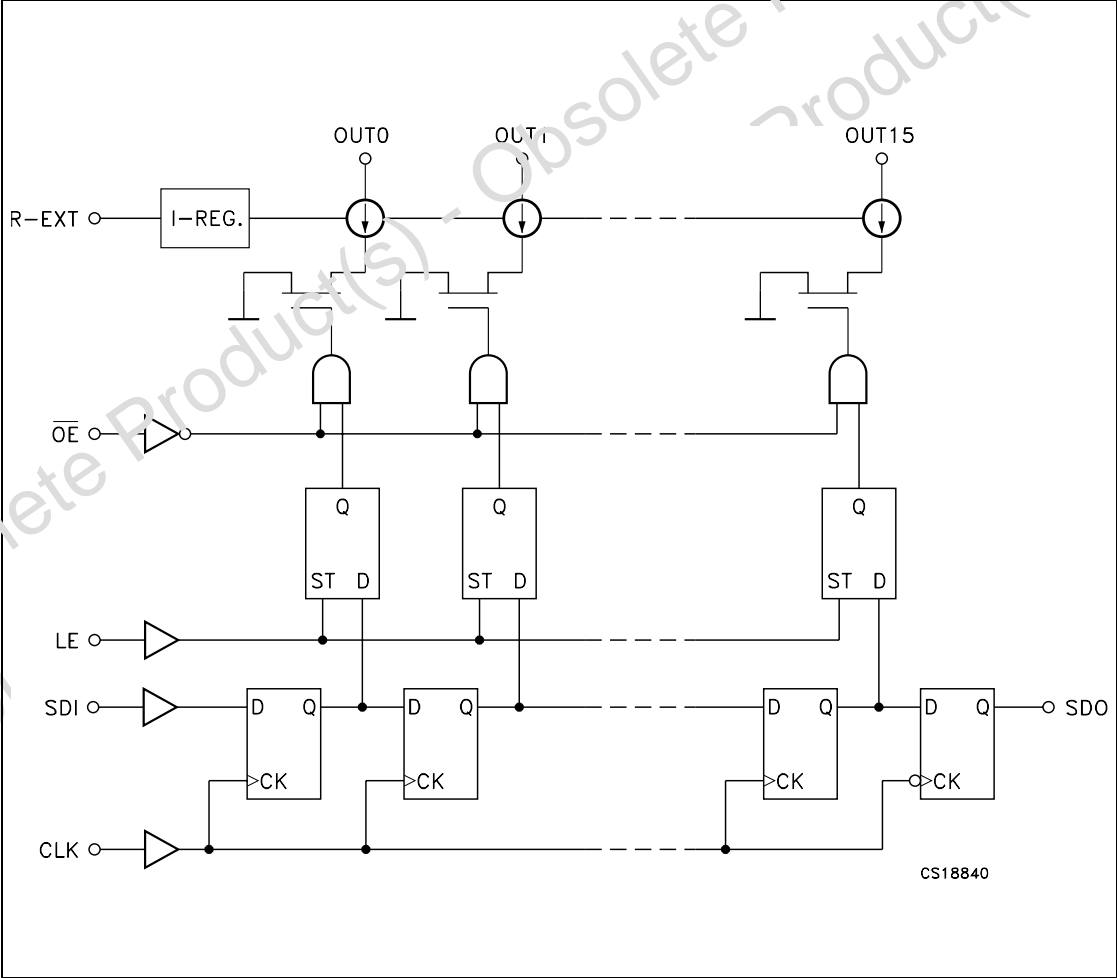 Obsolete Product(s) - Obsolete Product(s)
OUT0 OUT1 OUT15
R-EXT I-REG.
OE
Q Q Q
ST D ST D ST D
LE
SDI D Q D Q D Q D Q SDO
CK CK CK CK
CLK
CS18840